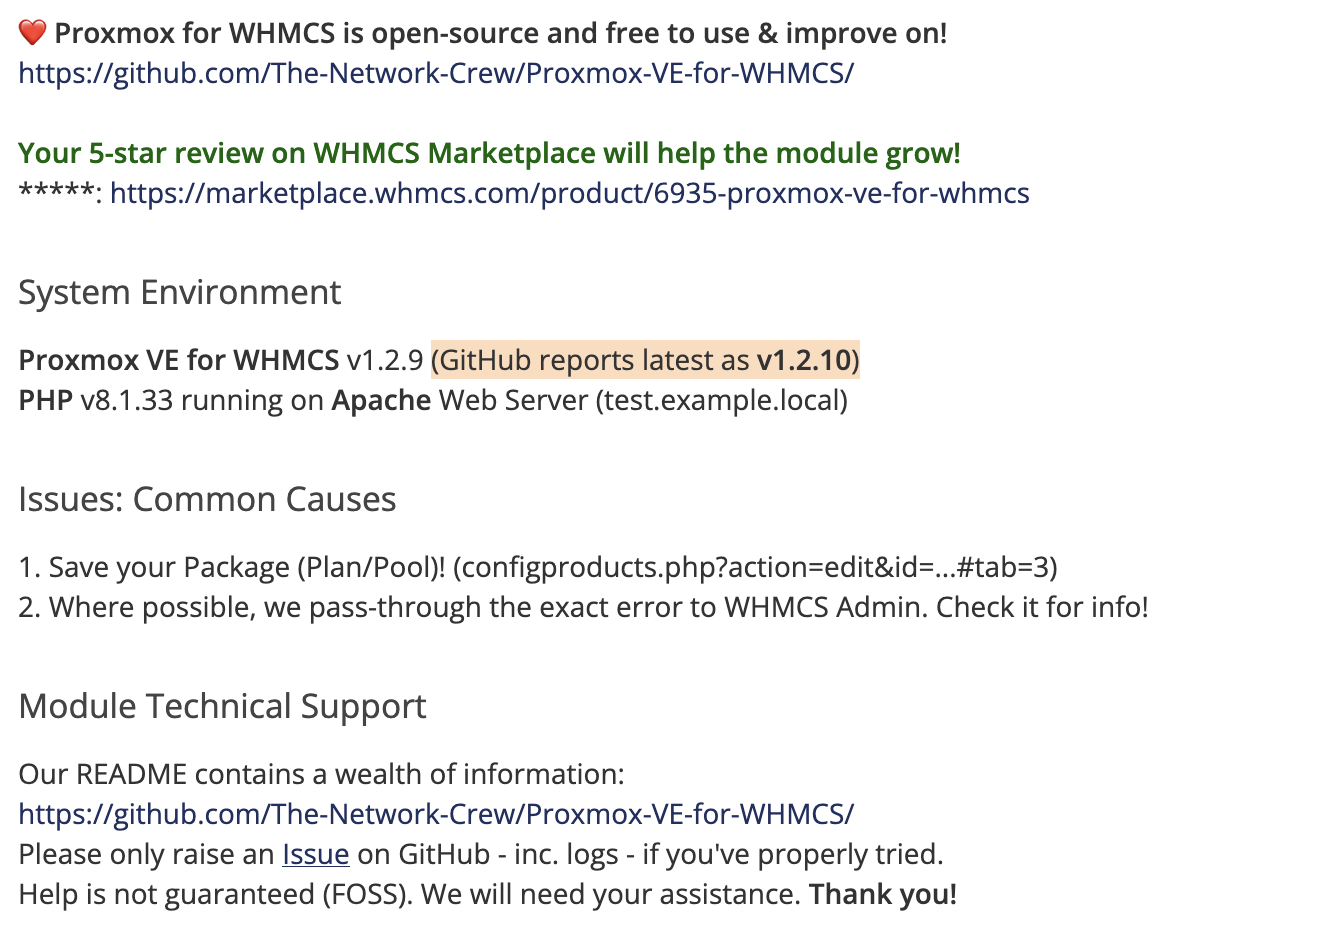 ❤️ Proxmox for WHMCS is open-source and free to use & improve on!
https://github.com/The-Network-Crew/Proxmox-VE-for-WHMCS/
Your 5-star review on WHMCS Marketplace will help the module grow!
*****: https://marketplace.whmcs.com/product/6935-proxmox-ve-for-whmcs
System Environment
Proxmox VE for WHMCS v1.2.9 (GitHub reports latest as v1.2.10)
PHP v8.1.33 running on Apache Web Server (test.example.local)
Issues: Common Causes
1. Save your Package (Plan/Pool)! (configproducts.php?action=edit&id=...#tab=3)
2. Where possible, we pass-through the exact error to WHMCS Admin. Check it for info!
Module Technical Support
Our README contains a wealth of information:
https://github.com/The-Network-Crew/Proxmox-VE-for-WHMCS/
Please only raise an Issue on GitHub - inc. logs - if you've properly tried.
Help is not guaranteed (FOSS). We will need your assistance. Thank you!